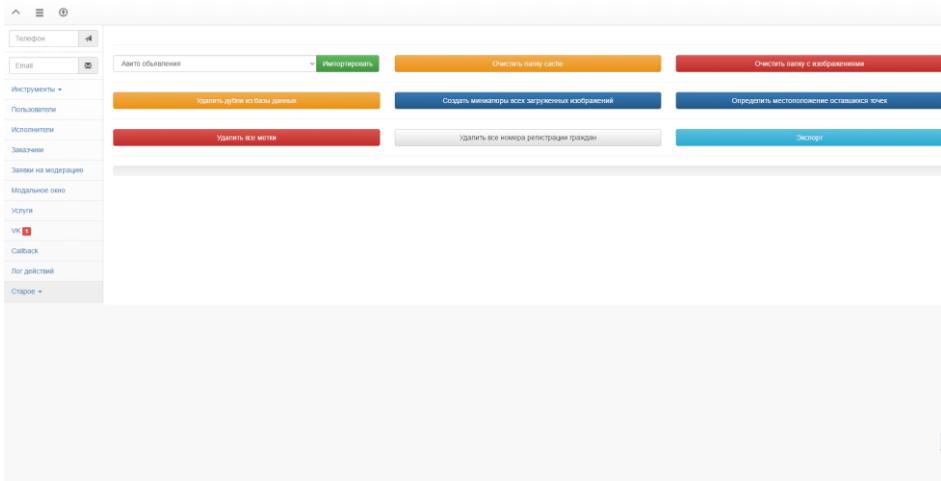 Телефон
Email
Авито объявления
Импортировать
Очистить папку cache
Очистить папку с изображениями
Инструменты
Удалить дубли из базы данных
Создать миниатюры всех загруженных изображений
Определить местоположение оставшихся точек
Пользователи
Исполнители
Удалить все метки
Удалить все номера регистрации граждан
Экспорт
Заказчики
Заявки на модерацию
Модальное окно
Услуги
VK 1
Callback
Лог действий
Старое